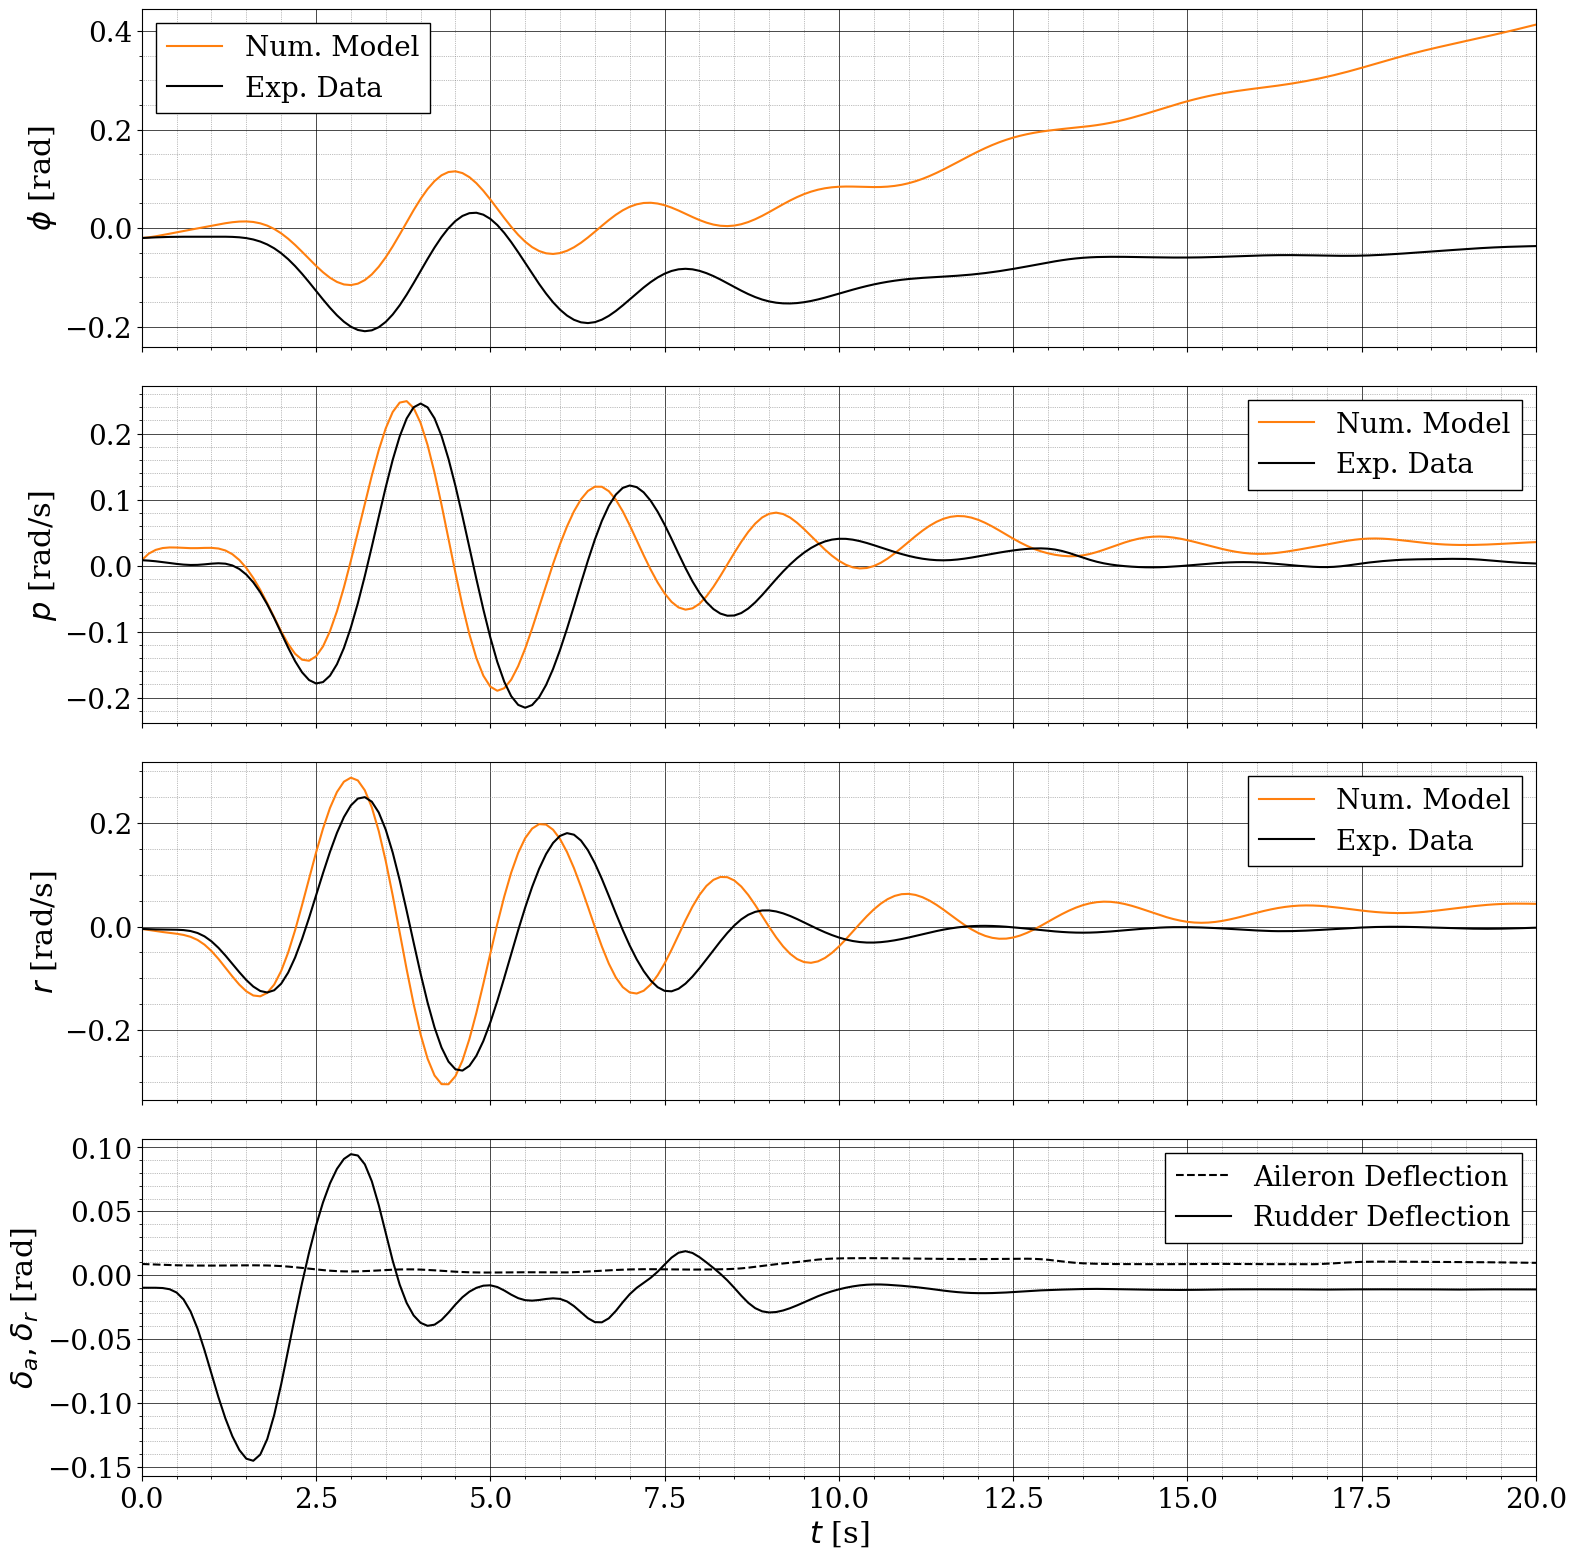 0.4
0.2
0.0
−0.2
ϕ [rad]
Num. Model
Exp. Data
0.2
0.1
0.0
−0.1
−0.2
p [rad/s]
Num. Model
Exp. Data
0.2
0.0
−0.2
r [rad/s]
Num. Model
Exp. Data
0.10
0.05
0.00
−0.05
−0.10
−0.15
δₐ, δᵣ [rad]
Aileron Deflection
Rudder Deflection
0.0 2.5 5.0 7.5 10.0 12.5 15.0 17.5 20.0
t [s]